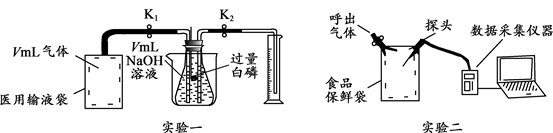 K₁
K₂
VmL气体
VmL
NaOH
溶液
过量
白磷
医用输液袋
实验一
呼出
气体
探头
数据采集仪器
食品
保鲜袋
实验二